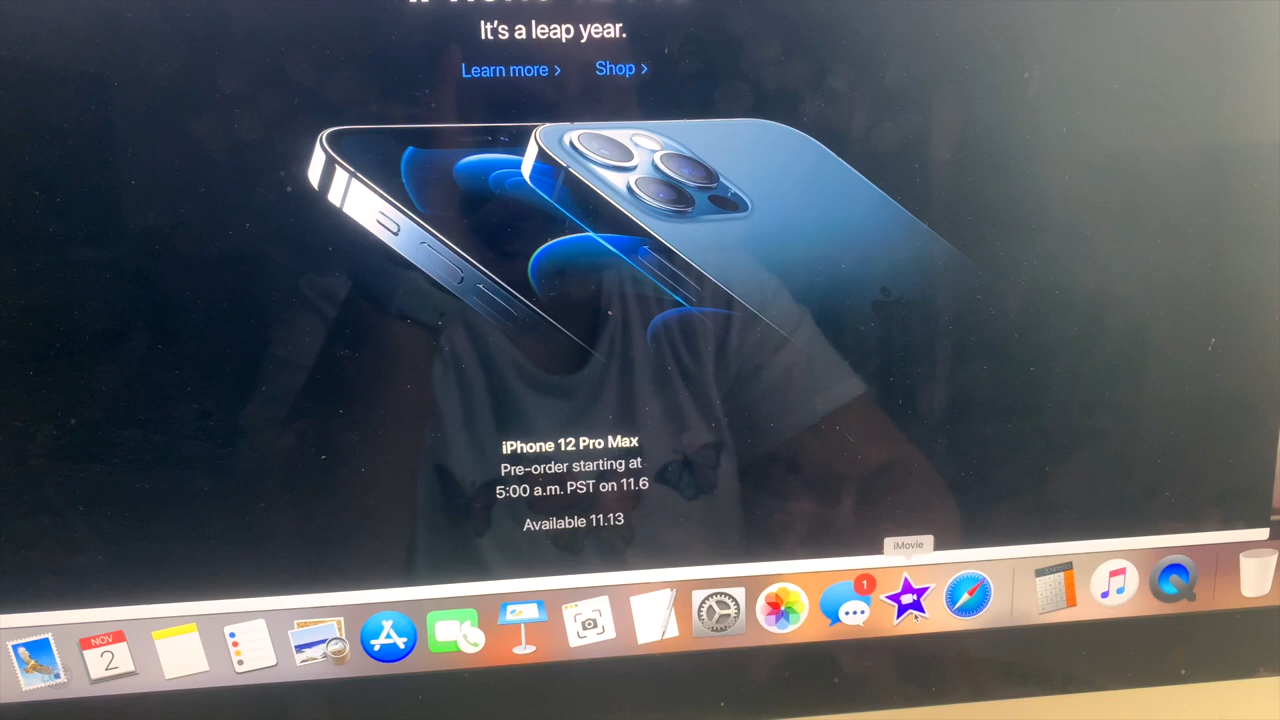 It's a leap year.
Learn more > Shop >
iPhone 12 Pro Max
Pre-order starting at
5:00 a.m. PST on 11.6
Available 11.13
iMovie
1
NOV
2